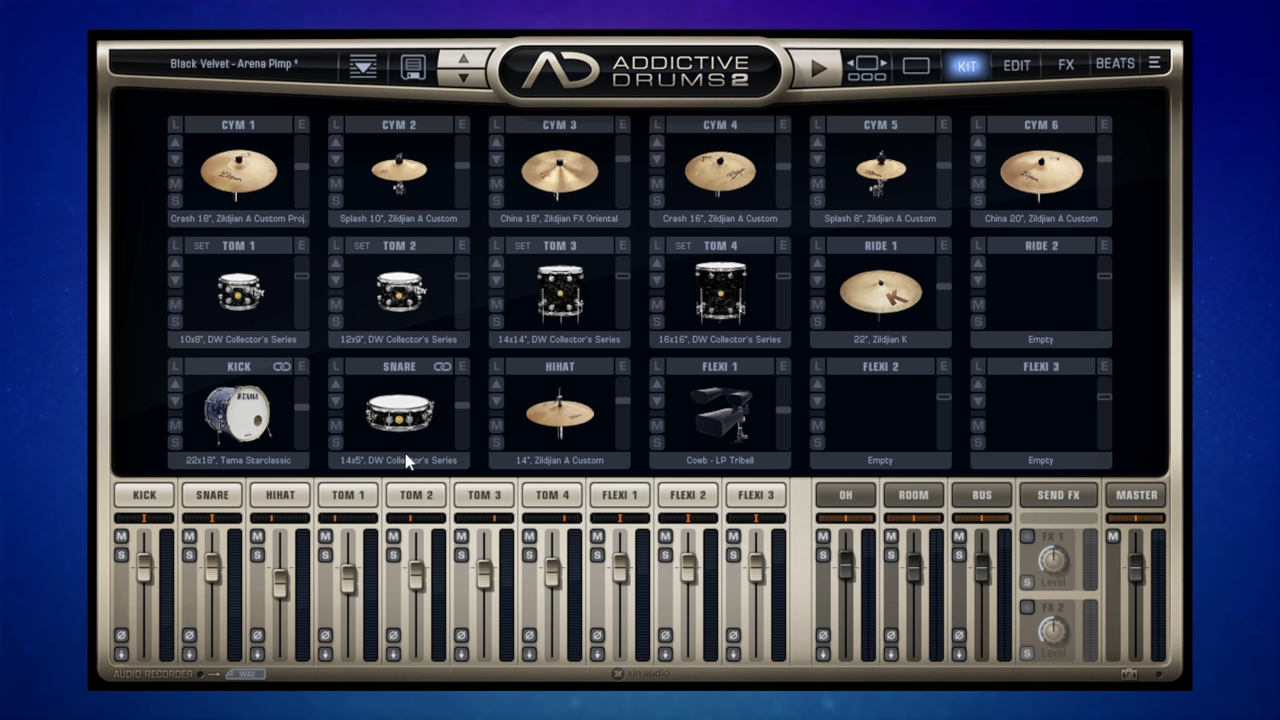 Black Velvet - Arena Pimp *
ADDICTIVE
DRUMS 2
KIT EDIT FX BEATS
L CYM 1 E L CYM 2 E L CYM 3 E L CYM 4 E L CYM 5 E L CYM 6 E
M M M M M M
S S S S S S
Crash 18", Zildjian A Custom Proj. Splash 10", Zildjian A Custom China 18", Zildjian FX Oriental Crash 16", Zildjian A Custom Splash 8", Zildjian A Custom China 20", Zildjian A Custom
L SET TOM 1 E L SET TOM 2 E L SET TOM 3 E L SET TOM 4 E L RIDE 1 E L RIDE 2 E
M M M M M M
S S S S S S
10x8", DW Collector's Series 12x9", DW Collector's Series 14x14", DW Collector's Series 16x16", DW Collector's Series 22", Zildjian K Empty
L KICK E L SNARE E L HIHAT E L FLEXI 1 E L FLEXI 2 E L FLEXI 3 E
TAMA
M M M M M M
S S S S S S
22x18", Tama Starclassic 14x5", DW Collector's Series 14", Zildjian A Custom Cowb - LP Tribell Empty Empty
KICK SNARE HIHAT TOM 1 TOM 2 TOM 3 TOM 4 FLEXI 1 FLEXI 2 FLEXI 3 OH ROOM BUS SEND FX MASTER
M M M M M M M M M M M M M FX 1 M
S S S S S S S S S S S S S
S Level
FX 2
Ø Ø Ø Ø Ø Ø Ø Ø Ø Ø Ø Ø Ø
S Level
AUDIO RECORDER WAV xln audio